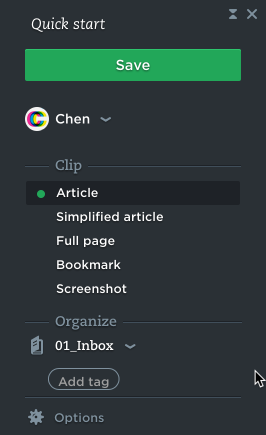 Quick start
Save
Chen
Clip
Article
Simplified article
Full page
Bookmark
Screenshot
Organize
01_Inbox
Add tag
Options